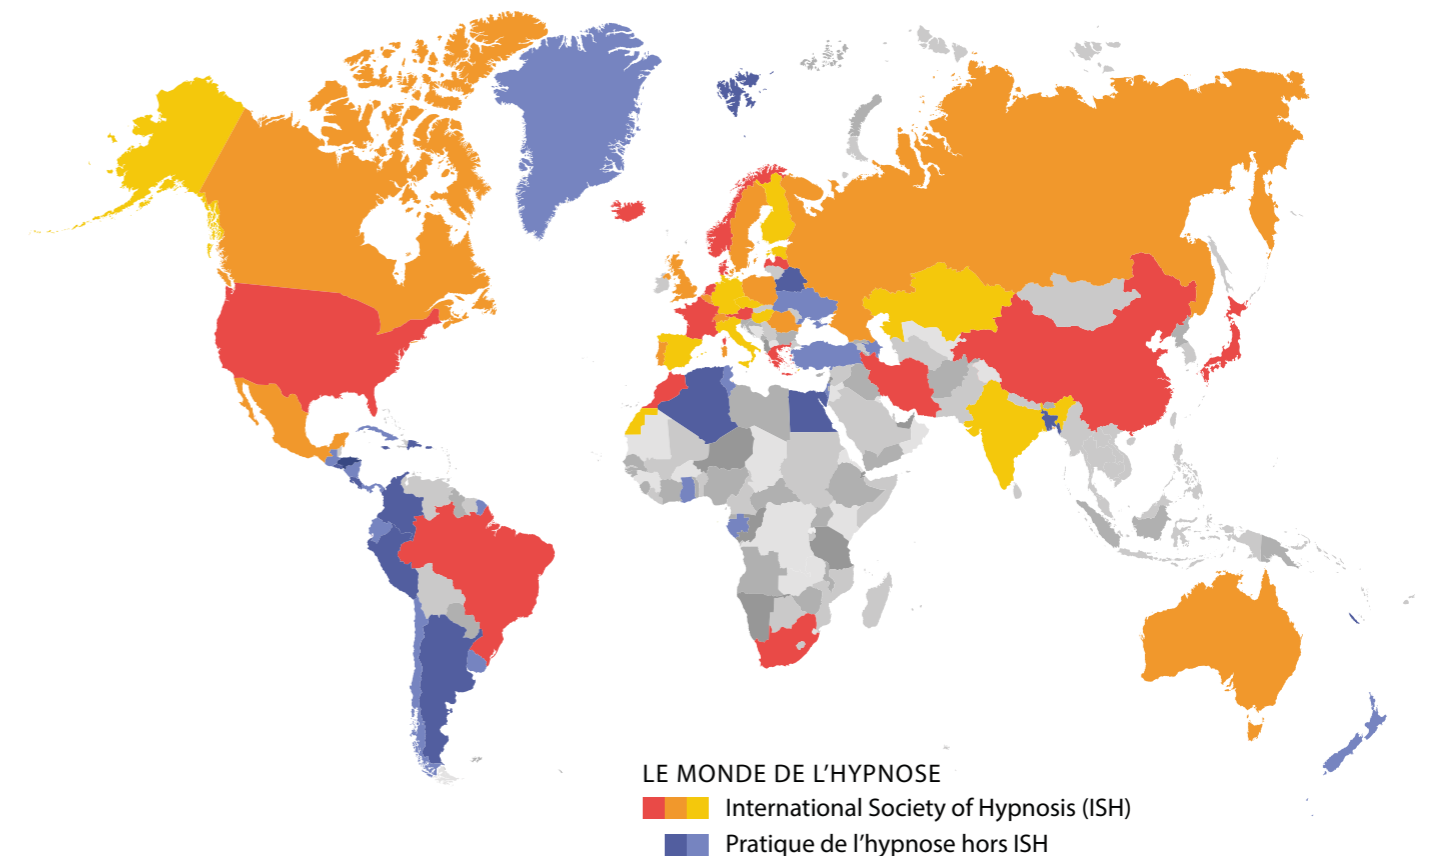 LE MONDE DE L’HYPNOSE
International Society of Hypnosis (ISH)
Pratique de l’hypnose hors ISH